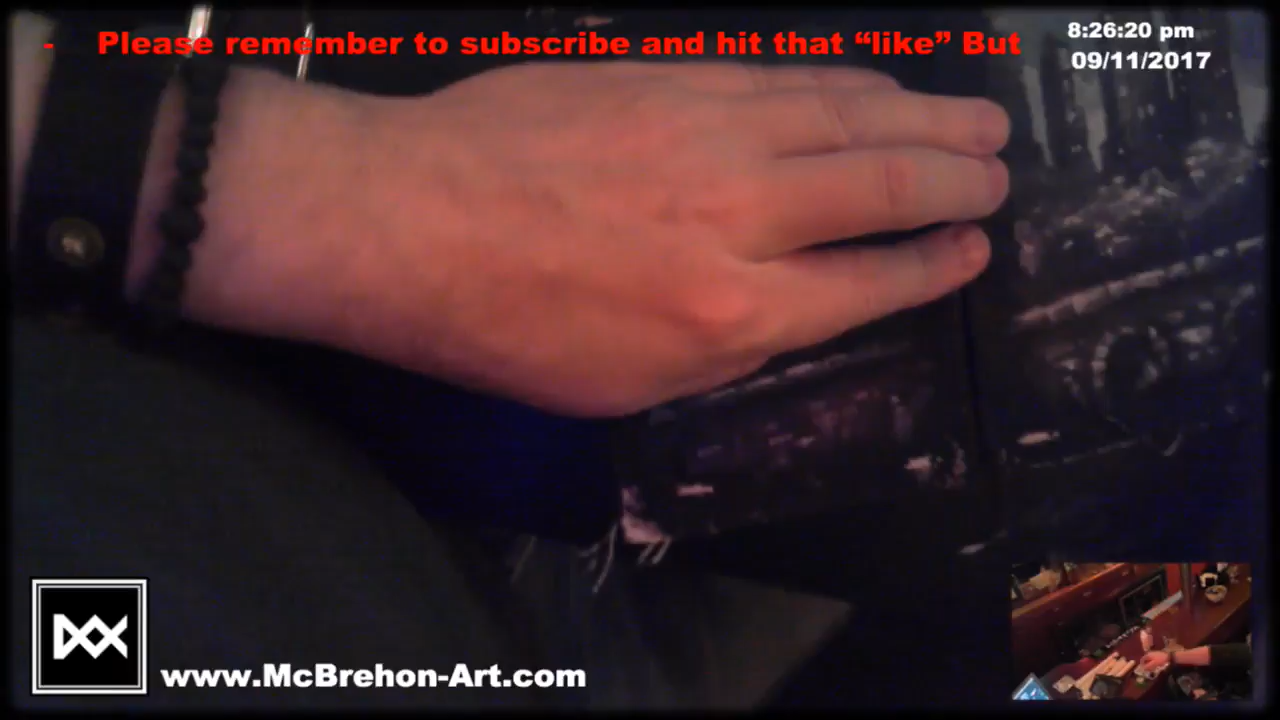 - Please remember to subscribe and hit that “like” But
8:26:20 pm
09/11/2017
www.McBrehon-Art.com